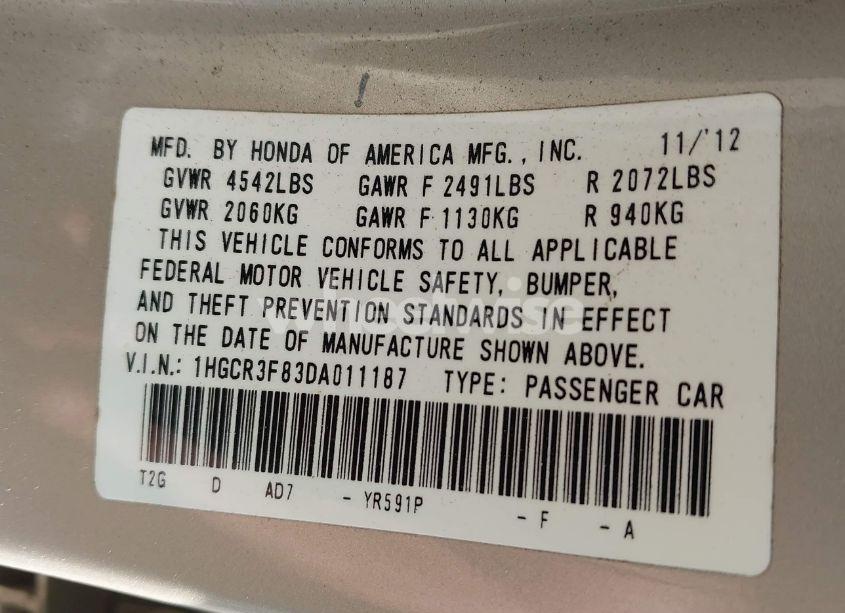 MFD. BY HONDA OF AMERICA MFG., INC. 11/'12
GVWR 4542LBS GAWR F 2491LBS R 2072LBS
GVWR 2060KG GAWR F 1130KG R 940KG
THIS VEHICLE CONFORMS TO ALL APPLICABLE
FEDERAL MOTOR VEHICLE SAFETY, BUMPER,
AND THEFT PREVENTION STANDARDS IN EFFECT
ON THE DATE OF MANUFACTURE SHOWN ABOVE.
V.I.N.: 1HGCR3F83DA011187 TYPE: PASSENGER CAR
T2G D AD7 - YR591P - F - A